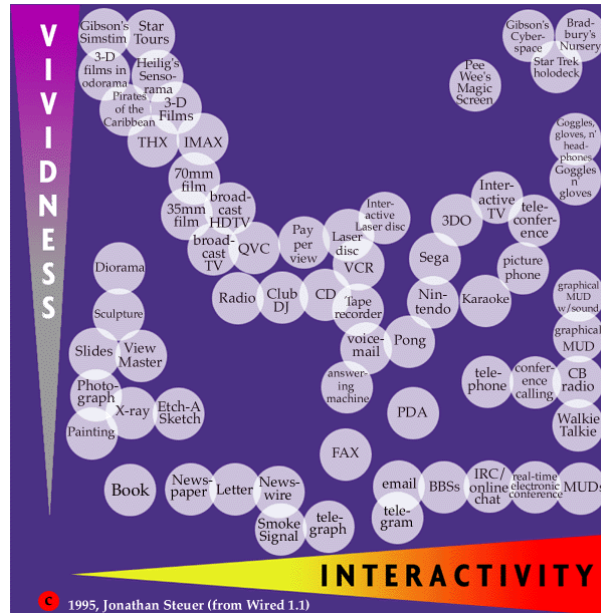 VIVIDNESS
Gibson's
Simstim
Star
Tours
3-D
films in
odorama
Heilig's
Senso-
rama
Pirates
of the
Caribbean
3-D
Films
THX
IMAX
70mm
film
35mm
film
broad-
cast
HDTV
broad-
cast
TV
QVC
Pay
per
view
Laser
disc
Inter-
active
Laser disc
VCR
Radio
Club
DJ
CD
Tape
recorder
voice-
mail
Pong
answer-
ing
machine
Sega
Nin-
tendo
3DO
Inter-
active
TV
tele-
conference
picture
phone
Karaoke
Gibson's
Cyber-
space
Brad-
bury's
Nursery
Star Trek
holodeck
Pee
Wee's
Magic
Screen
Goggles,
gloves, n'
head-
phones
Goggles
n'
gloves
graphical
MUD
w/sound
graphical
MUD
tele-
phone
conference
calling
CB
radio
Walkie
Talkie
Diorama
Sculpture
Slides
View
Master
Photo-
graph
X-ray
Etch-A
Sketch
Painting
PDA
FAX
Book
News-
paper
Letter
News-
wire
Smoke
Signal
tele-
graph
email
tele-
gram
BBSs
IRC/
online
chat
real-time
electronic
conference
MUDs
INTERACTIVITY
c 1995, Jonathan Steuer (from Wired 1.1)